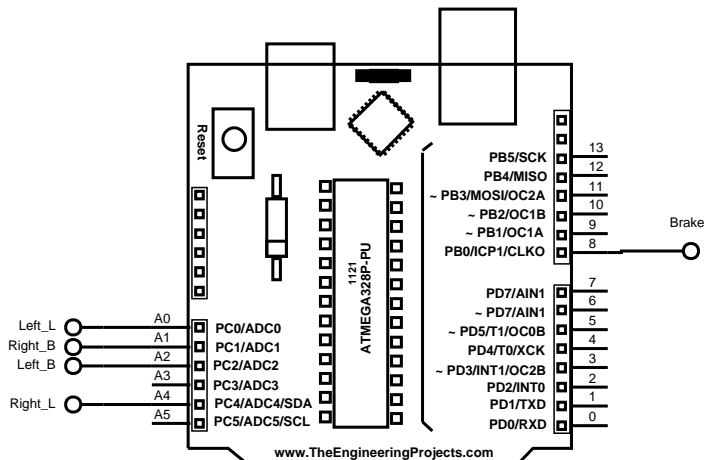 Reset
1121
ATMEGA328P-PU
PB5/SCK 13
PB4/MISO 12
~ PB3/MOSI/OC2A 11
~ PB2/OC1B 10
~ PB1/OC1A 9
PB0/ICP1/CLKO 8
Brake
PD7/AIN1 7
~ PD7/AIN1 6
~ PD5/T1/OC0B 5
PD4/T0/XCK 4
~ PD3/INT1/OC2B 3
PD2/INT0 2
PD1/TXD 1
PD0/RXD 0
Left_L A0 PC0/ADC0
Right_B A1 PC1/ADC1
Left_B A2 PC2/ADC2
A3 PC3/ADC3
Right_L A4 PC4/ADC4/SDA
A5 PC5/ADC5/SCL
www.TheEngineeringProjects.com